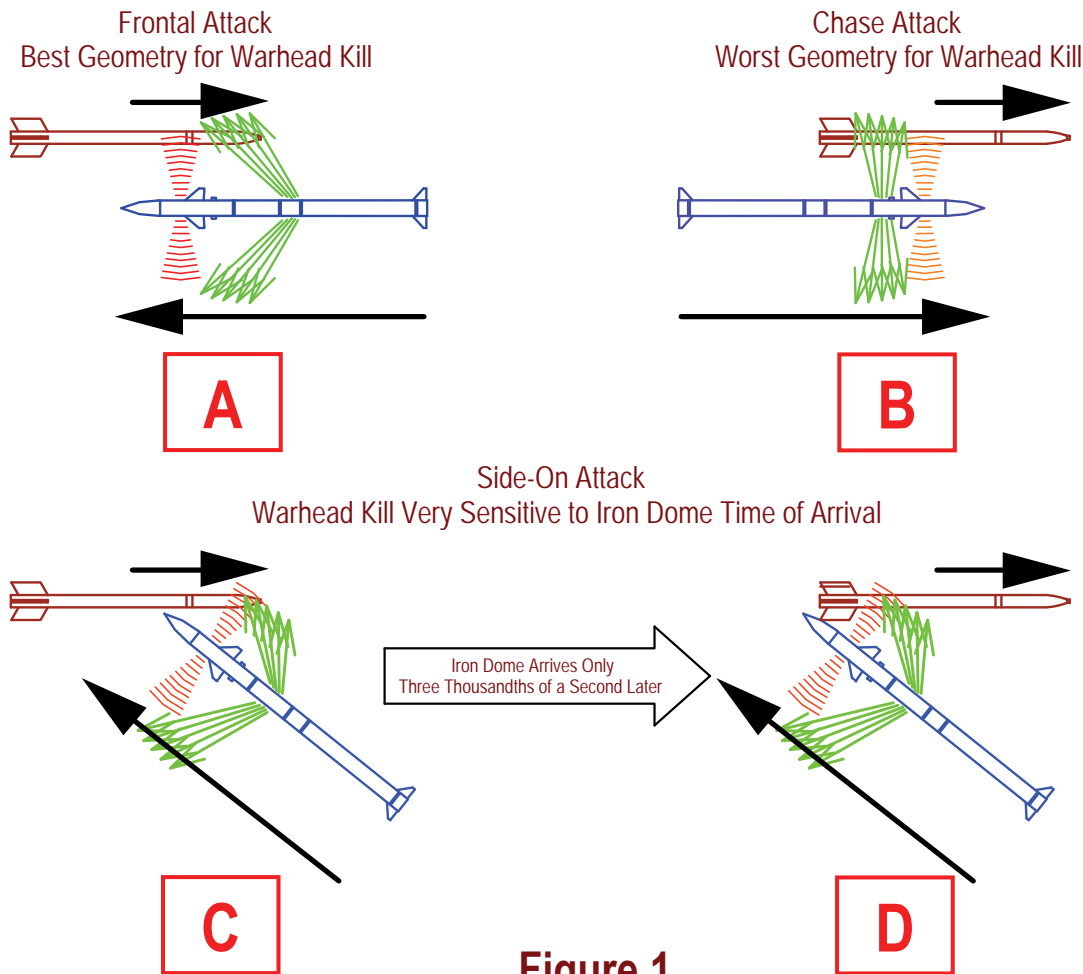 Frontal Attack
Best Geometry for Warhead Kill
Chase Attack
Worst Geometry for Warhead Kill
A
B
Side-On Attack
Warhead Kill Very Sensitive to Iron Dome Time of Arrival
Iron Dome Arrives Only
Three Thousandths of a Second Later
C
D
Figure 1